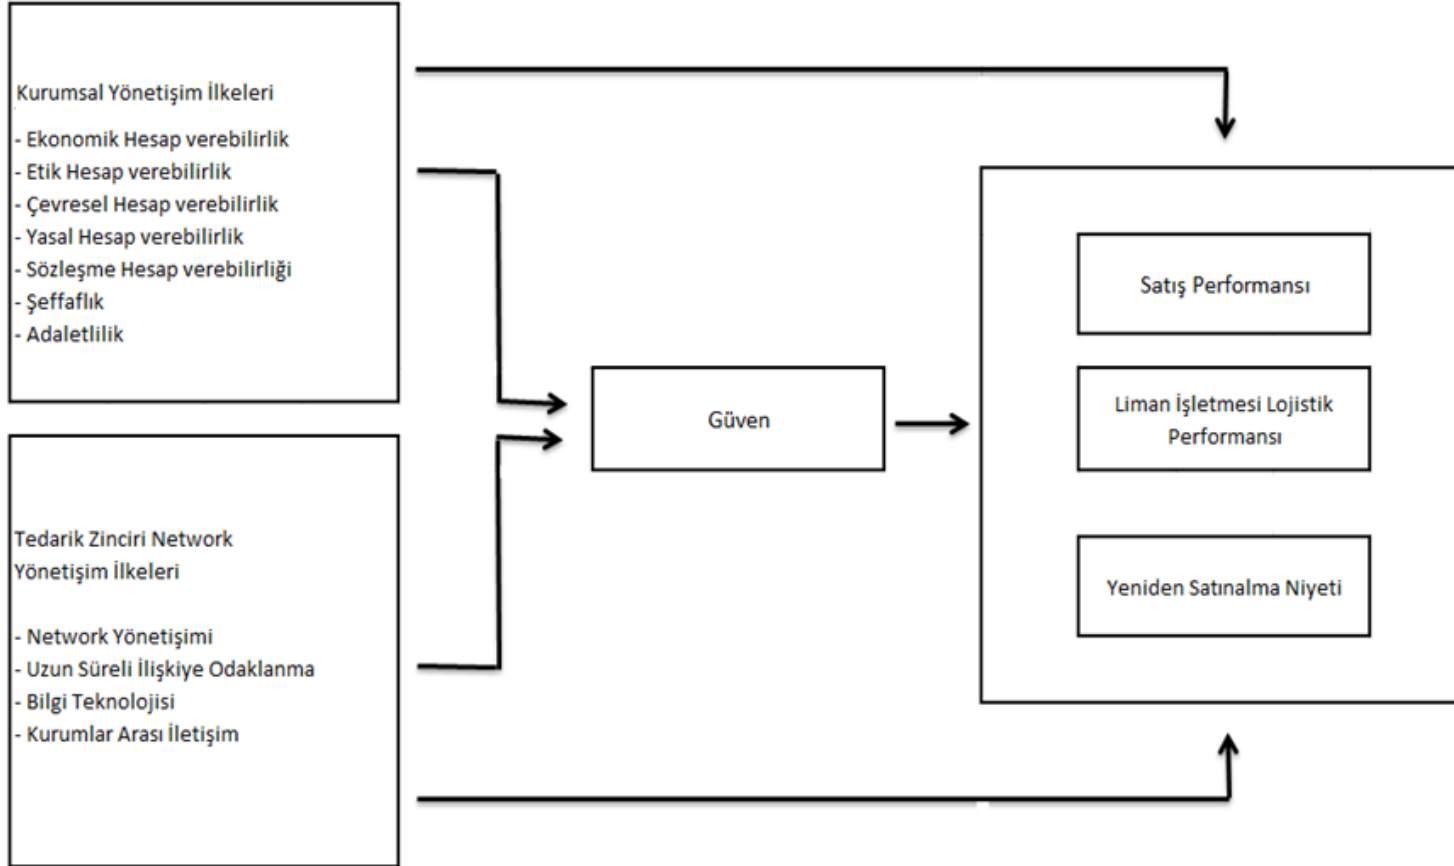 Kurumsal Yönetişim İlkeleri
- Ekonomik Hesap verebilirlik
- Etik Hesap verebilirlik
- Çevresel Hesap verebilirlik
- Yasal Hesap verebilirlik
- Sözleşme Hesap verebilirliği
- Şeffaflık
- Adaletlilik
Tedarik Zinciri Network
Yönetişim İlkeleri
- Network Yönetişimi
- Uzun Süreli İlişkiye Odaklanma
- Bilgi Teknolojisi
- Kurumlar Arası İletişim
Güven
Satış Performansı
Liman İşletmesi Lojistik
Performansı
Yeniden Satınalma Niyeti